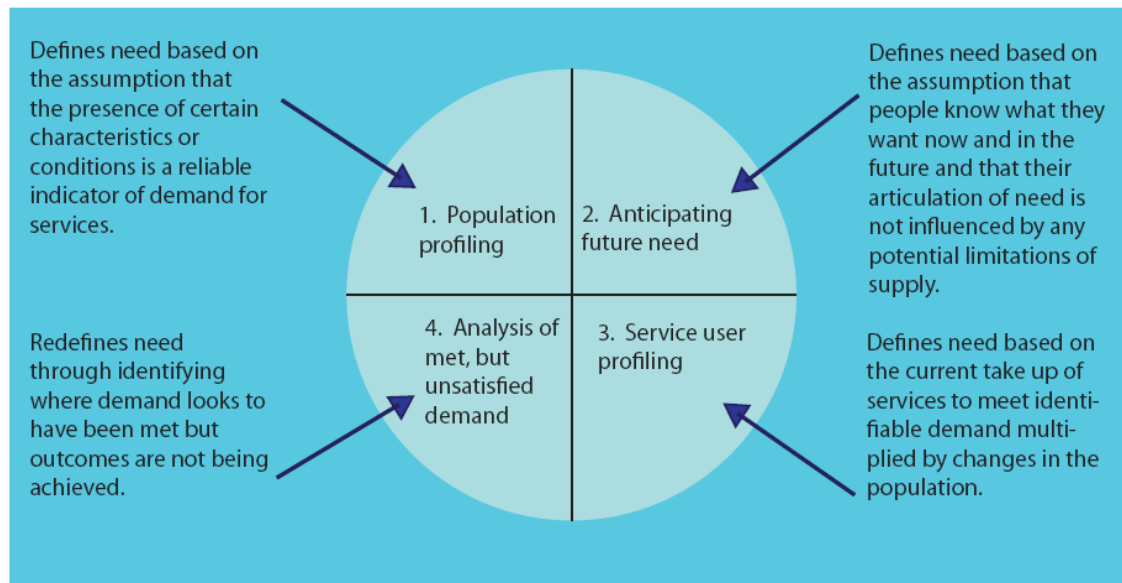 Defines need based on
the assumption that
the presence of certain
characteristics or
conditions is a reliable
indicator of demand for
services.
1. Population
profiling
2. Anticipating
future need
Defines need based on
the assumption that
people know what they
want now and in the
future and that their
articulation of need is
not influenced by any
potential limitations of
supply.
Redefines need
through identifying
where demand looks to
have been met but
outcomes are not being
achieved.
4. Analysis of
met, but
unsatisfied
demand
3. Service user
profiling
Defines need based on
the current take up of
services to meet identi-
fiable demand multi-
plied by changes in the
population.